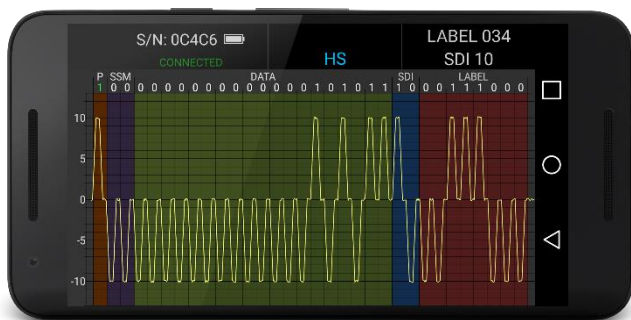 S/N: 0C4C6
CONNECTED
HS
LABEL 034
SDI 10
P SSM DATA SDI LABEL
1 0 0 0 0 0 0 0 0 0 0 0 0 0 0 0 1 0 1 0 1 1 1 0 0 0 1 1 1 0 0 0
10
5
0
-5
-10